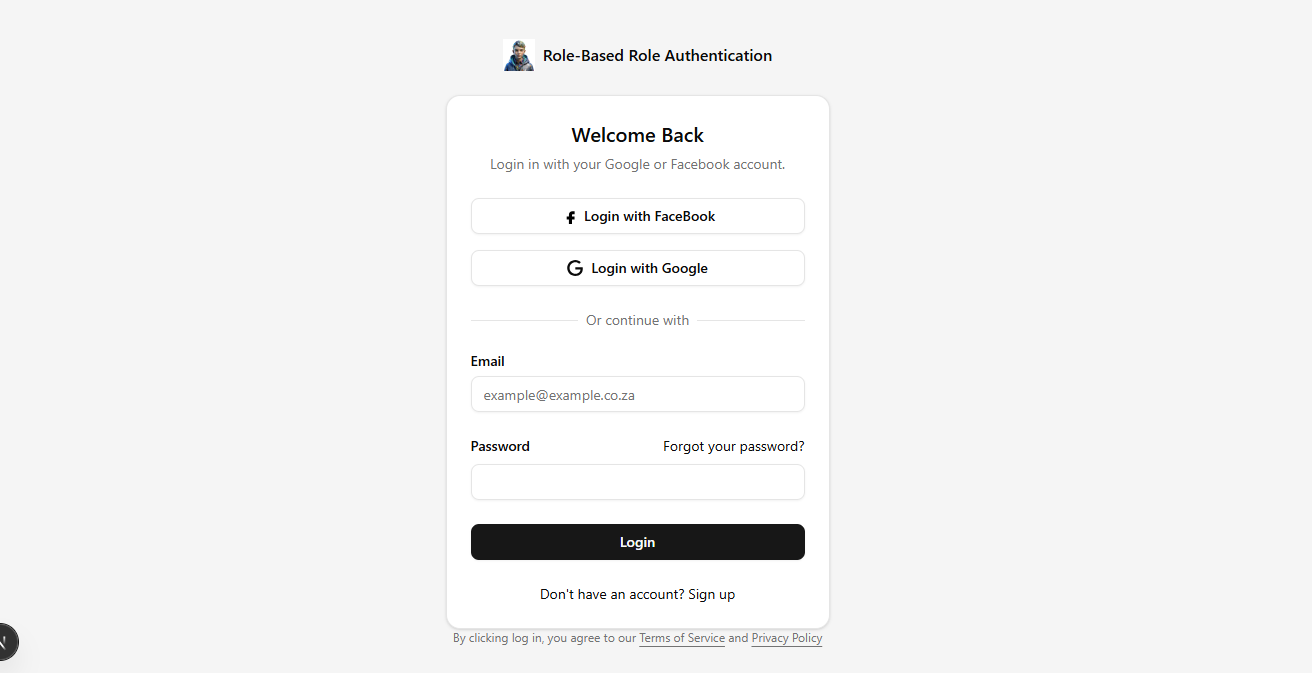 Role-Based Role Authentication
Welcome Back
Login in with your Google or Facebook account.
Login with FaceBook
Login with Google
Or continue with
Email
example@example.co.za
Password Forgot your password?
Login
Don't have an account? Sign up
By clicking log in, you agree to our Terms of Service and Privacy Policy